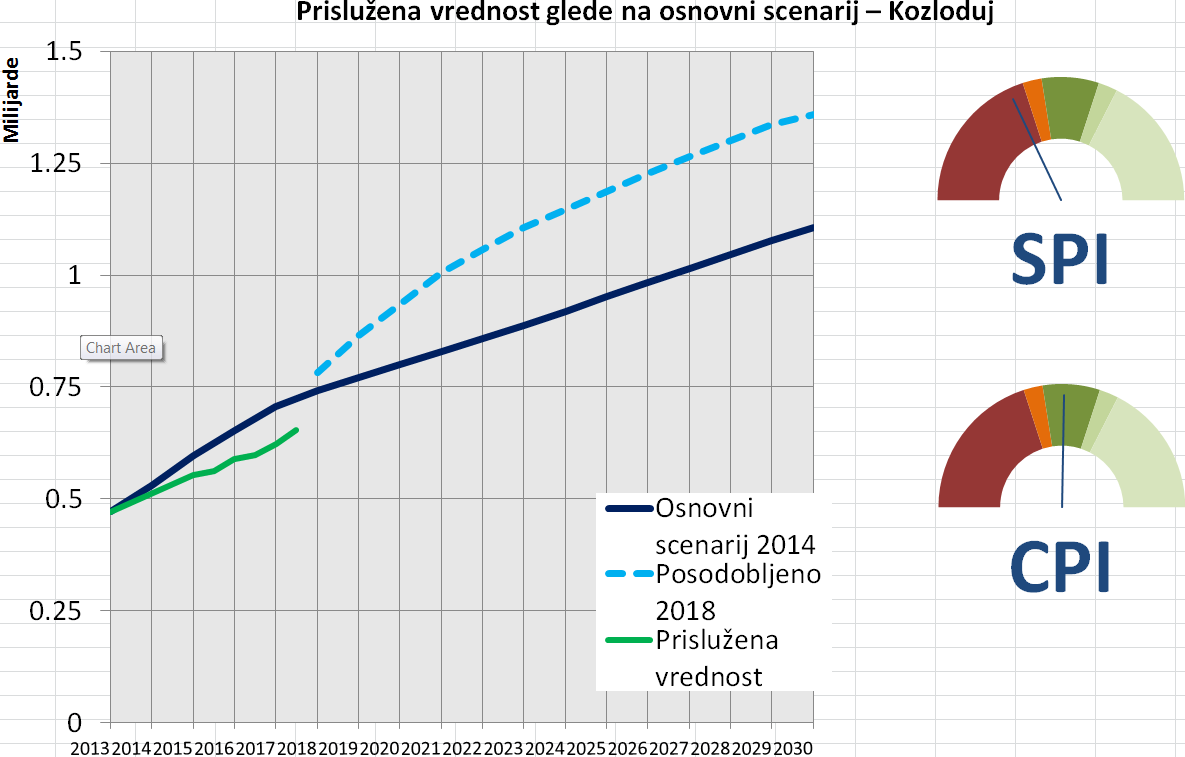 Prislužena vrednost glede na osnovni scenarij – Kozloduj
Milijarde
1.5
1.25
1
0.75
0.5
0.25
0
Chart Area
Osnovni
scenarij 2014
Posodobljeno
2018
Prislužena
vrednost
2013 2014 2015 2016 2017 2018 2019 2020 2021 2022 2023 2024 2025 2026 2027 2028 2029 2030
SPI
CPI